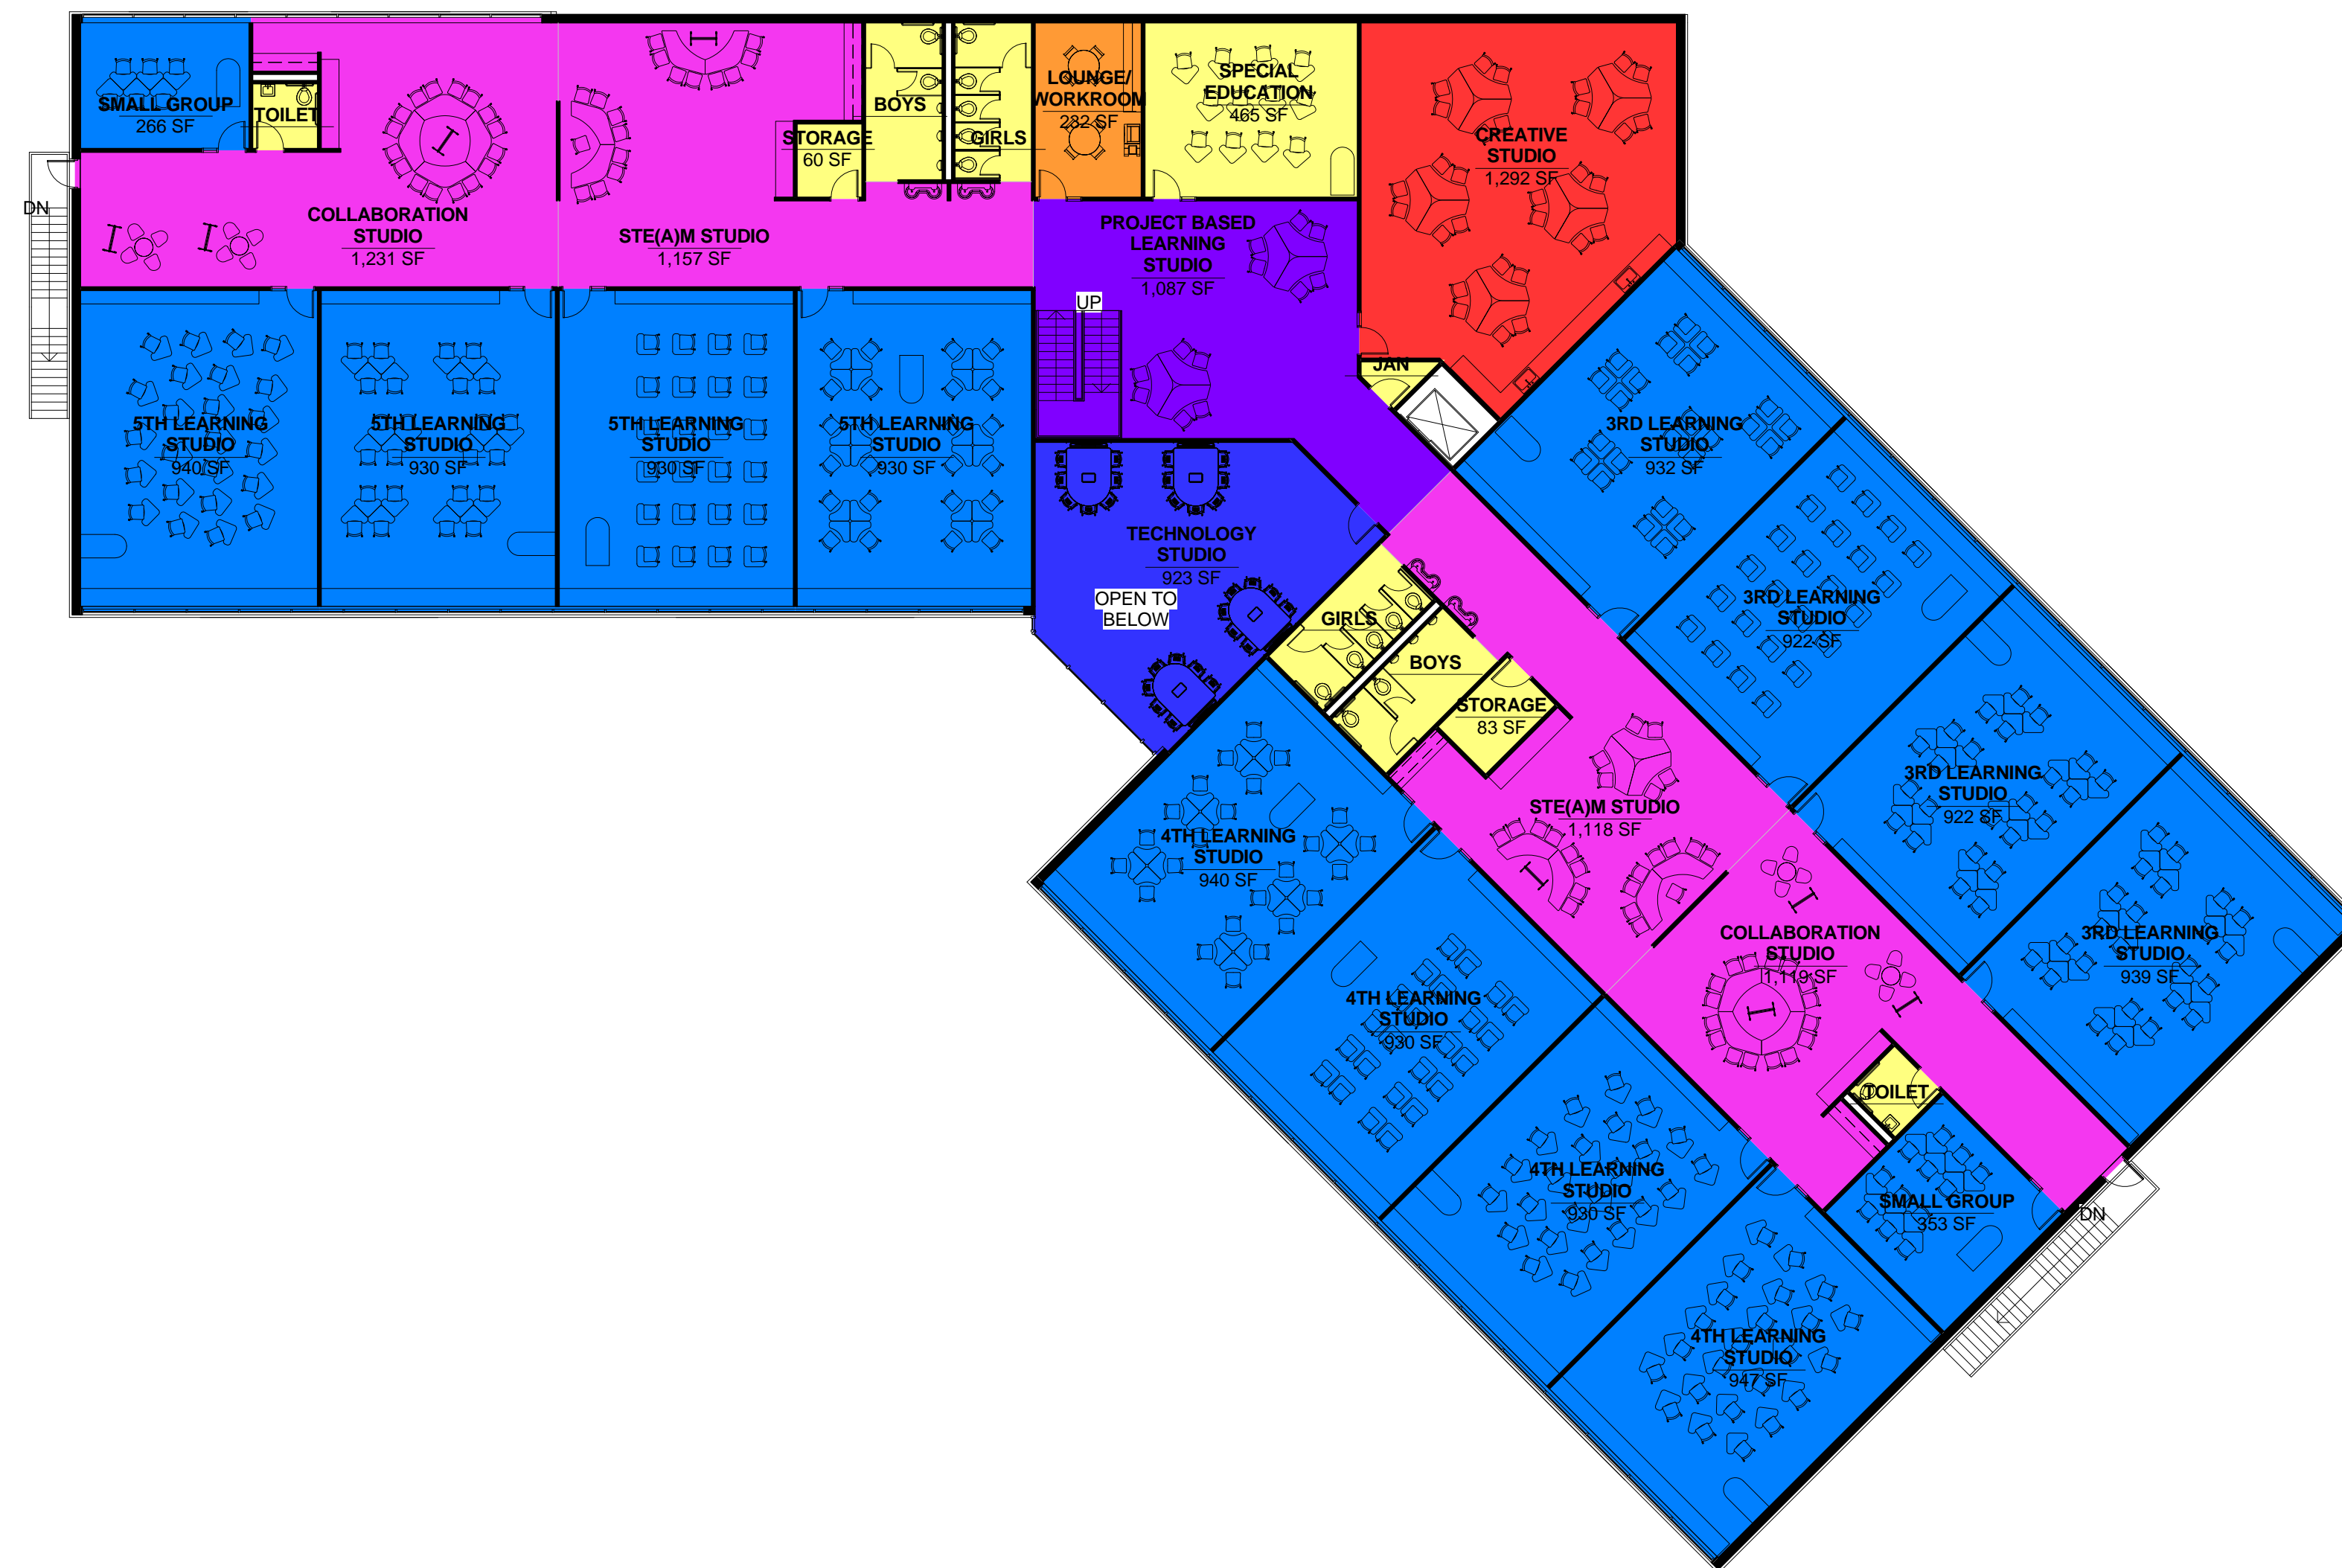 SMALL GROUP
266 SF
TOILET
COLLABORATION
STUDIO
1,231 SF
STE(A)M STUDIO
1,157 SF
STORAGE
60 SF
BOYS
GIRLS
LOUNGE/
WORKROOM
232 SF
SPECIAL
EDUCATION
465 SF
CREATIVE
STUDIO
1,292 SF
DN
PROJECT BASED
LEARNING
STUDIO
1,087 SF
UP
JAN
5TH LEARNING
STUDIO
940 SF
5TH LEARNING
STUDIO
930 SF
5TH LEARNING
STUDIO
930 SF
5TH LEARNING
STUDIO
930 SF
TECHNOLOGY
STUDIO
923 SF
OPEN TO
BELOW
3RD LEARNING
STUDIO
932 SF
3RD LEARNING
STUDIO
922 SF
3RD LEARNING
STUDIO
922 SF
3RD LEARNING
STUDIO
939 SF
GIRLS
BOYS
STORAGE
83 SF
STE(A)M STUDIO
1,118 SF
COLLABORATION
STUDIO
1,119 SF
4TH LEARNING
STUDIO
940 SF
4TH LEARNING
STUDIO
930 SF
4TH LEARNING
STUDIO
930 SF
4TH LEARNING
STUDIO
947 SF
TOILET
SMALL GROUP
353 SF
DN